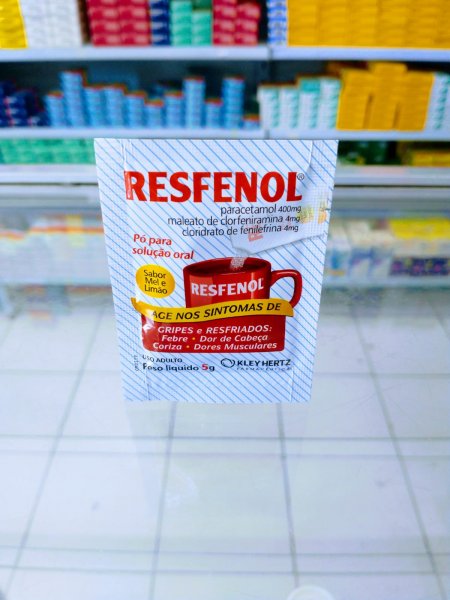 RESFENOL®
paracetamol 400mg
maleato de clorfeniramina 4mg
cloridrato de fenilefrina 4mg
Pó para
solução oral
Sabor
Mel e
Limão
RESFENOL
AGE NOS SINTOMAS DE
GRIPES e RESFRIADOS:
Febre • Dor de Cabeça
Coriza • Dores Musculares
USO ADULTO
Peso líquido 5g
KLEY HERTZ
FARMACÊUTICA